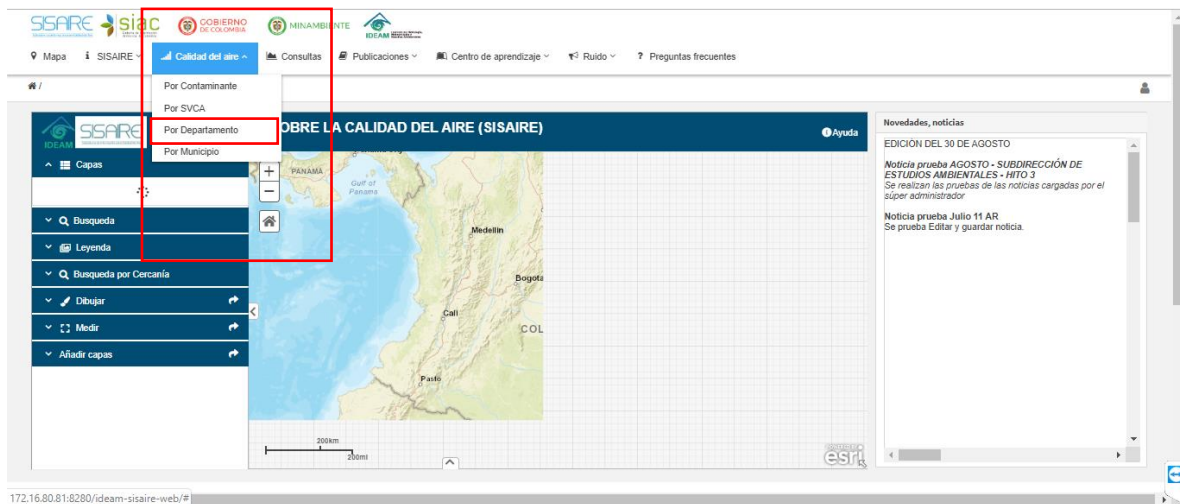 SISAIRE siac GOBIERNO DE COLOMBIA MINAMBIENTE IDEAM
Mapa SISAIRE Calidad del aire Consultas Publicaciones Centro de aprendizaje Ruido ? Preguntas frecuentes
/
Por Contaminante
Por SVCA
Por Departamento
Por Municipio
IDEAM SISAIRE
OBRE LA CALIDAD DEL AIRE (SISAIRE)
Ayuda
Capas
Busqueda
Leyenda
Busqueda por Cercanía
Dibujar
Medir
Añadir capas
+
−
PANAMÁ
Gulf of
Panama
Medellín
Bogota
Cali
COL
Pasto
200km
200mi
esri
Novedades, noticias
EDICIÓN DEL 30 DE AGOSTO
Noticia prueba AGOSTO - SUBDIRECCIÓN DE
ESTUDIOS AMBIENTALES - HITO 3
Se realizan las pruebas de las noticias cargadas por el
súper administrador
Noticia prueba Julio 11 AR
Se prueba Editar y guardar noticia.
172.16.80.81:8280/ideam-sisaire-web/#